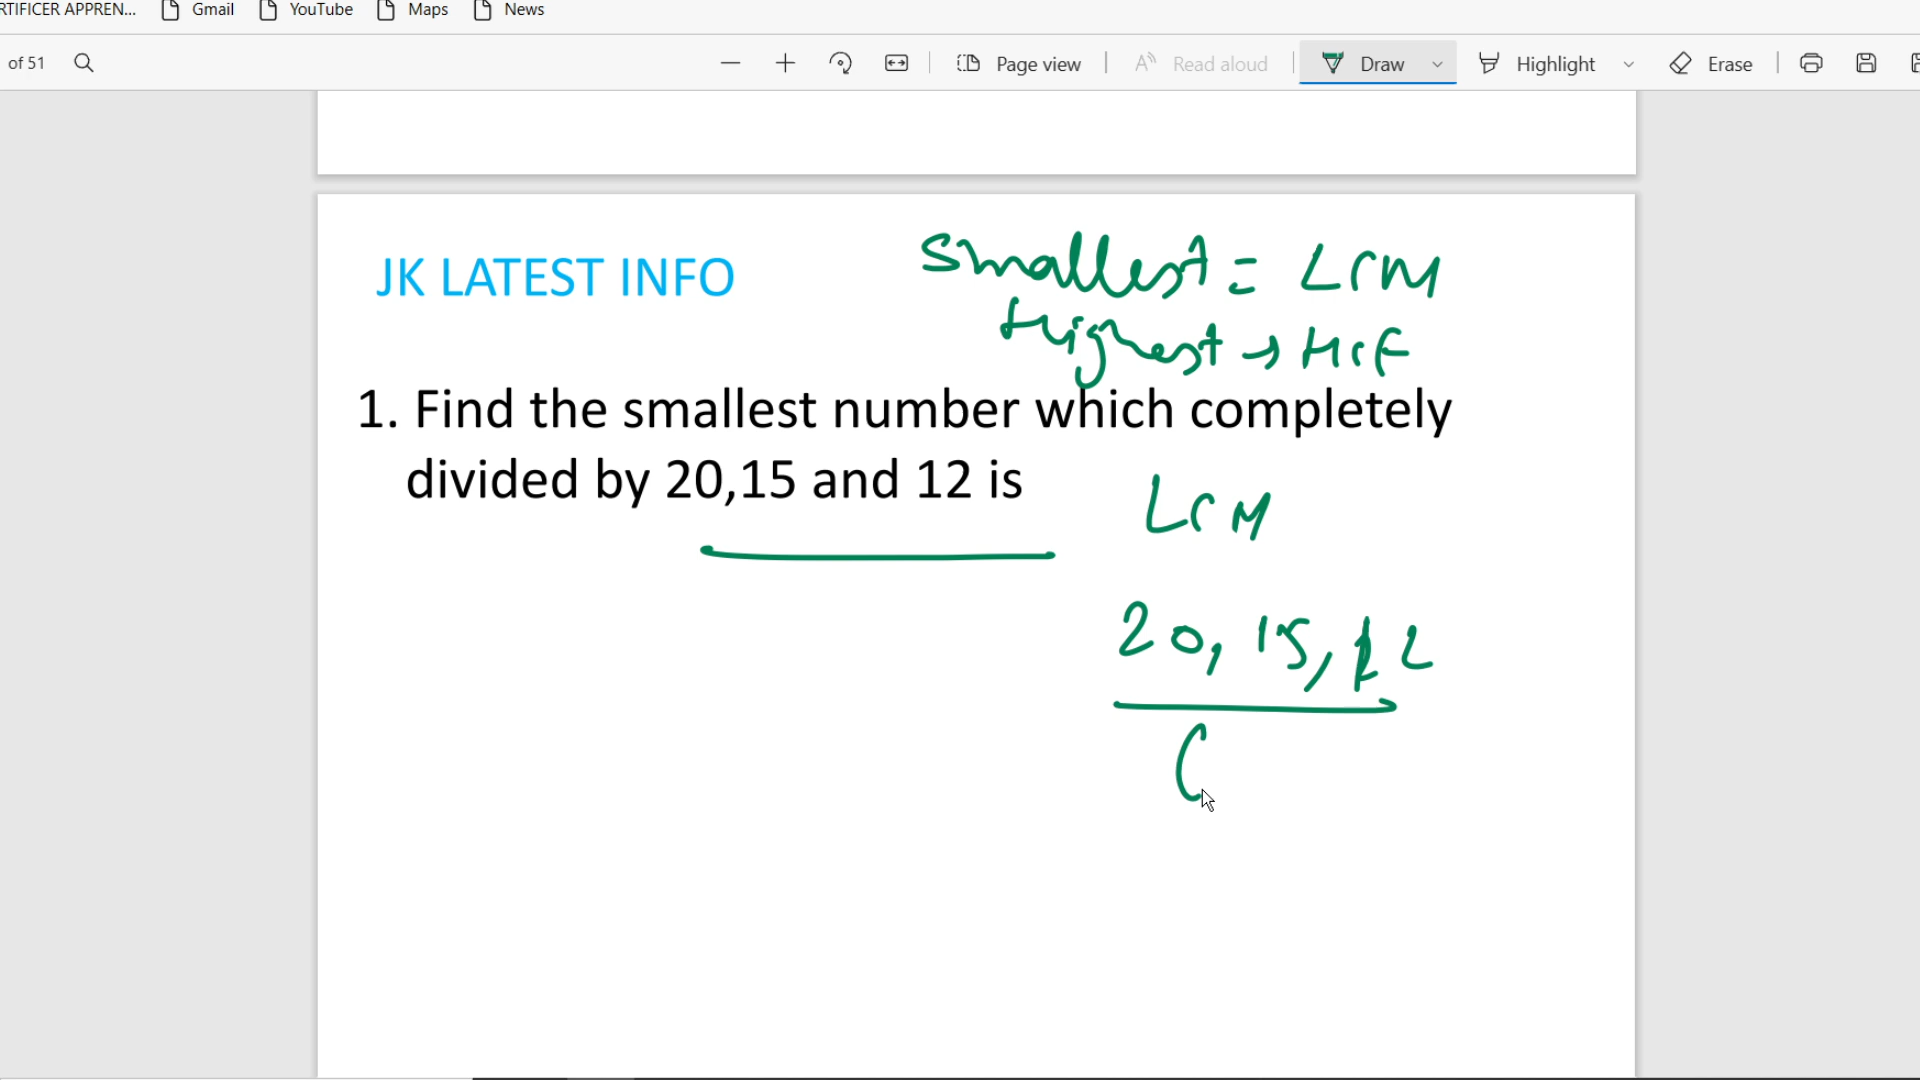 RTIFICER APPREN... Gmail YouTube Maps News
of 51 Page view Read aloud Draw Highlight Erase
JK LATEST INFO
Smallest = LCM
Highest → HCF
1. Find the smallest number which completely
divided by 20,15 and 12 is
LCM
20, 15, 12
(